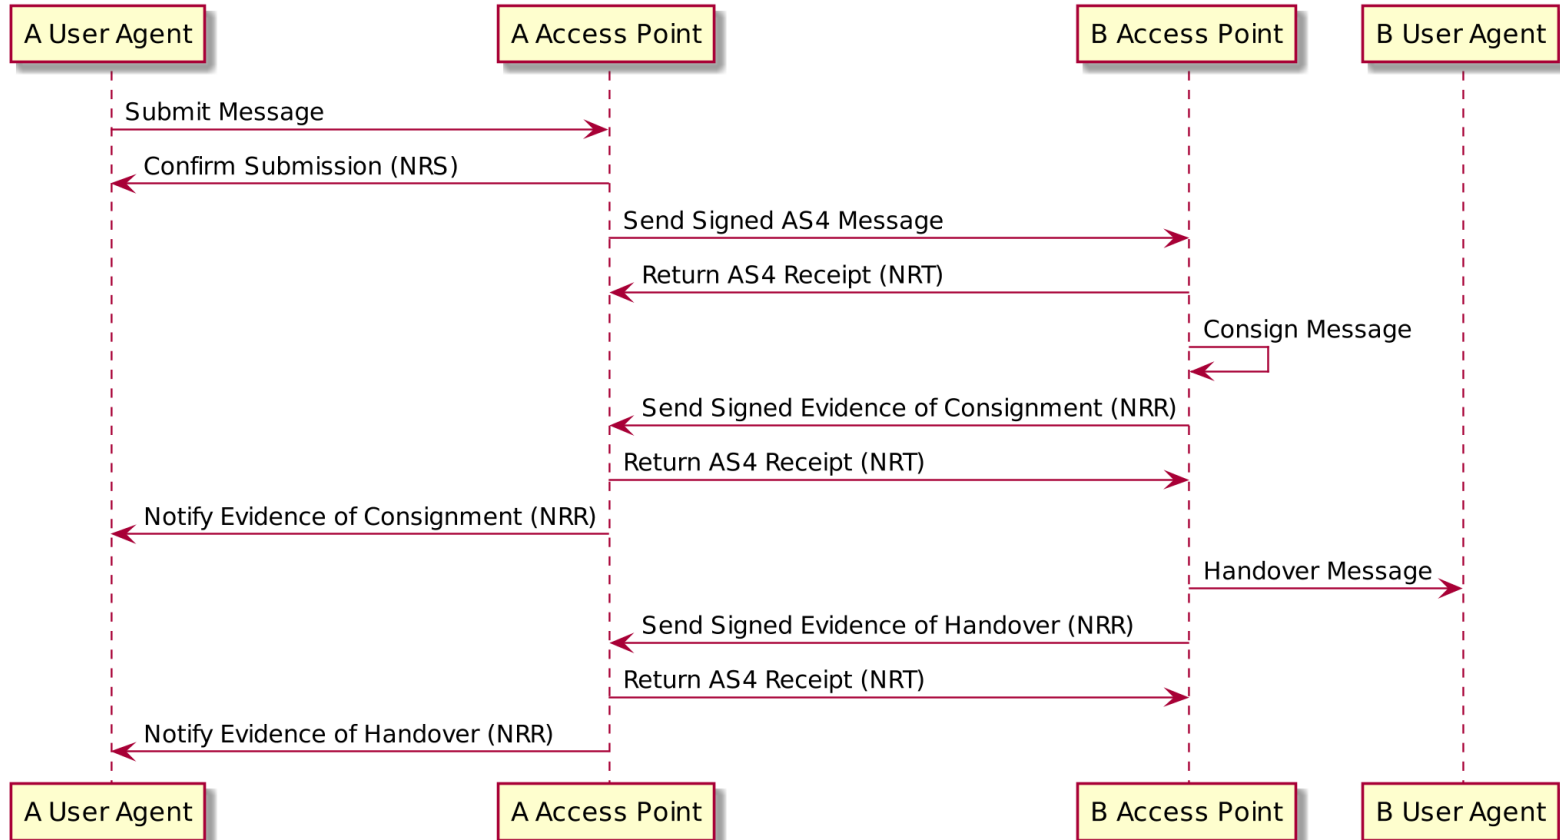 A User Agent
A Access Point
B Access Point
B User Agent
Submit Message
Confirm Submission (NRS)
Send Signed AS4 Message
Return AS4 Receipt (NRT)
Consign Message
Send Signed Evidence of Consignment (NRR)
Return AS4 Receipt (NRT)
Notify Evidence of Consignment (NRR)
Handover Message
Send Signed Evidence of Handover (NRR)
Return AS4 Receipt (NRT)
Notify Evidence of Handover (NRR)
A User Agent
A Access Point
B Access Point
B User Agent